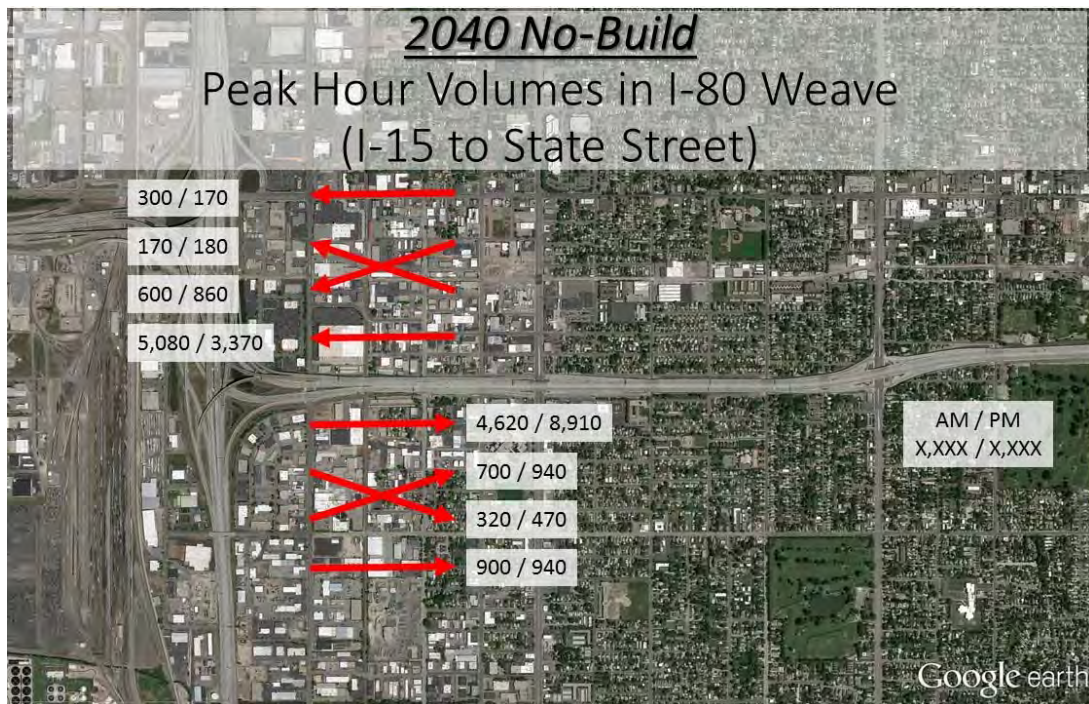 2040 No-Build
Peak Hour Volumes in I-80 Weave
(I-15 to State Street)
300 / 170
170 / 180
600 / 860
5,080 / 3,370
4,620 / 8,910
700 / 940
320 / 470
900 / 940
AM / PM
X,XXX / X,XXX
Google earth